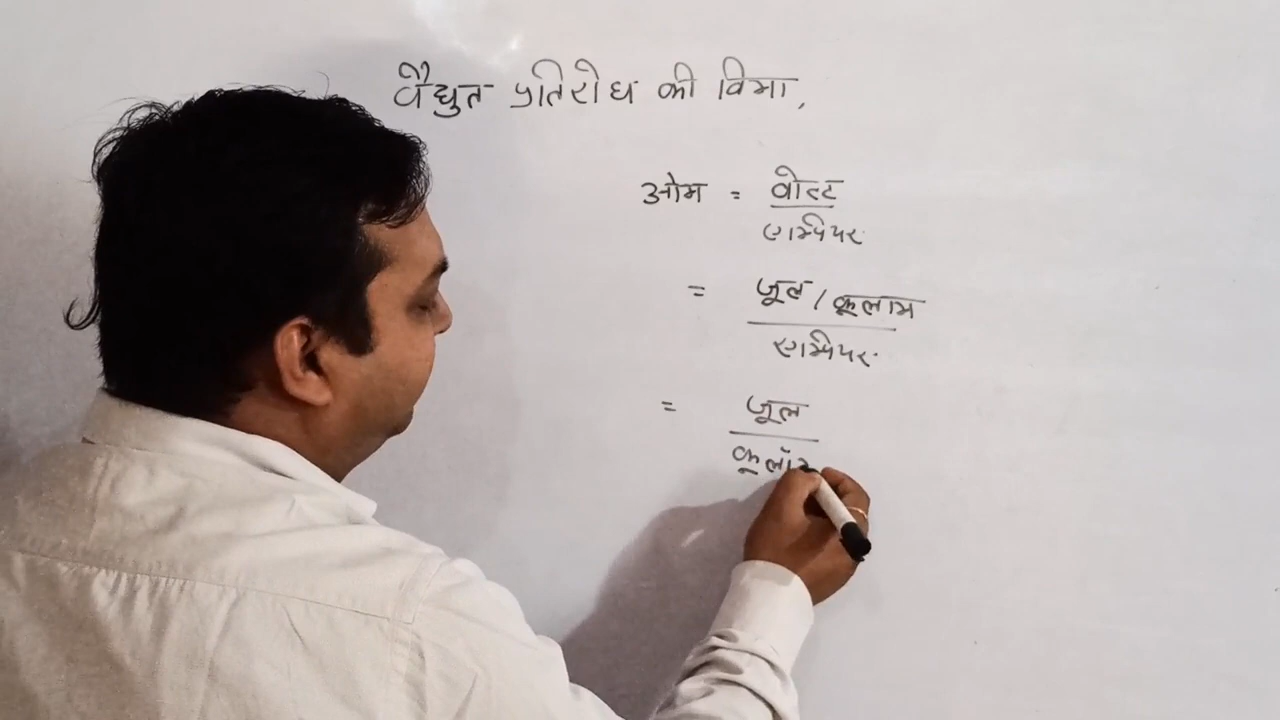 वैद्युत प्रतिरोध की विमा,
ओम = वोल्ट
एम्पियर
= जूल / कूलाम
एम्पियर
= जूल
कूलॉम